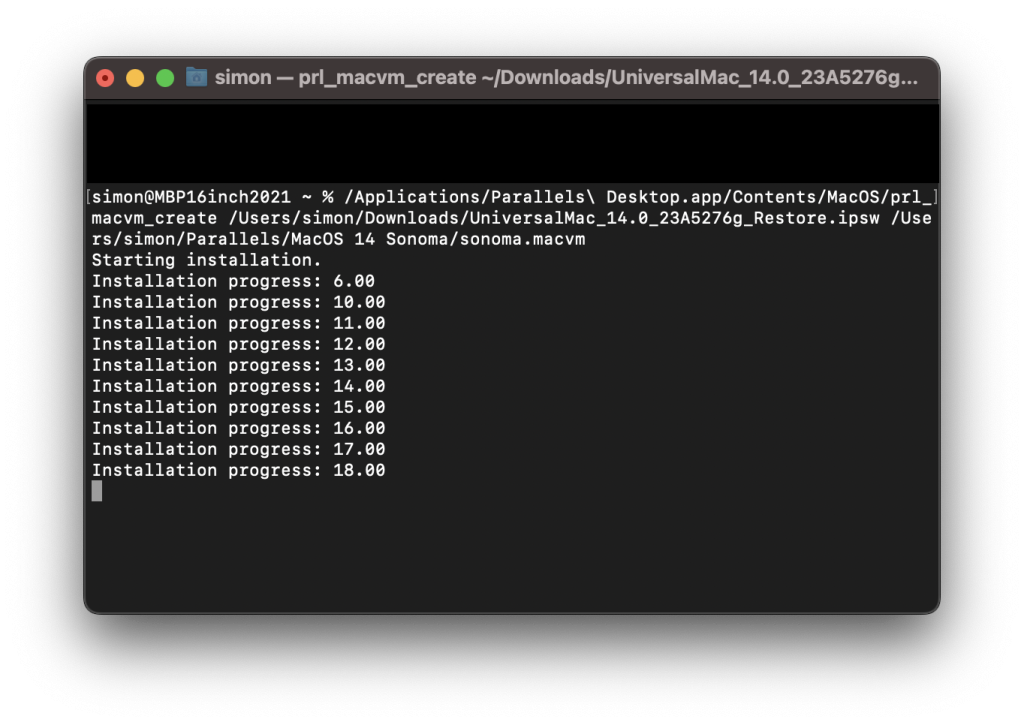 simon — prl_macvm_create ~/Downloads/UniversalMac_14.0_23A5276g...
[simon@MBP16inch2021 ~ % /Applications/Parallels\ Desktop.app/Contents/MacOS/prl_]
macvm_create /Users/simon/Downloads/UniversalMac_14.0_23A5276g_Restore.ipsw /Use
rs/simon/Parallels/MacOS 14 Sonoma/sonoma.macvm
Starting installation.
Installation progress: 6.00
Installation progress: 10.00
Installation progress: 11.00
Installation progress: 12.00
Installation progress: 13.00
Installation progress: 14.00
Installation progress: 15.00
Installation progress: 16.00
Installation progress: 17.00
Installation progress: 18.00